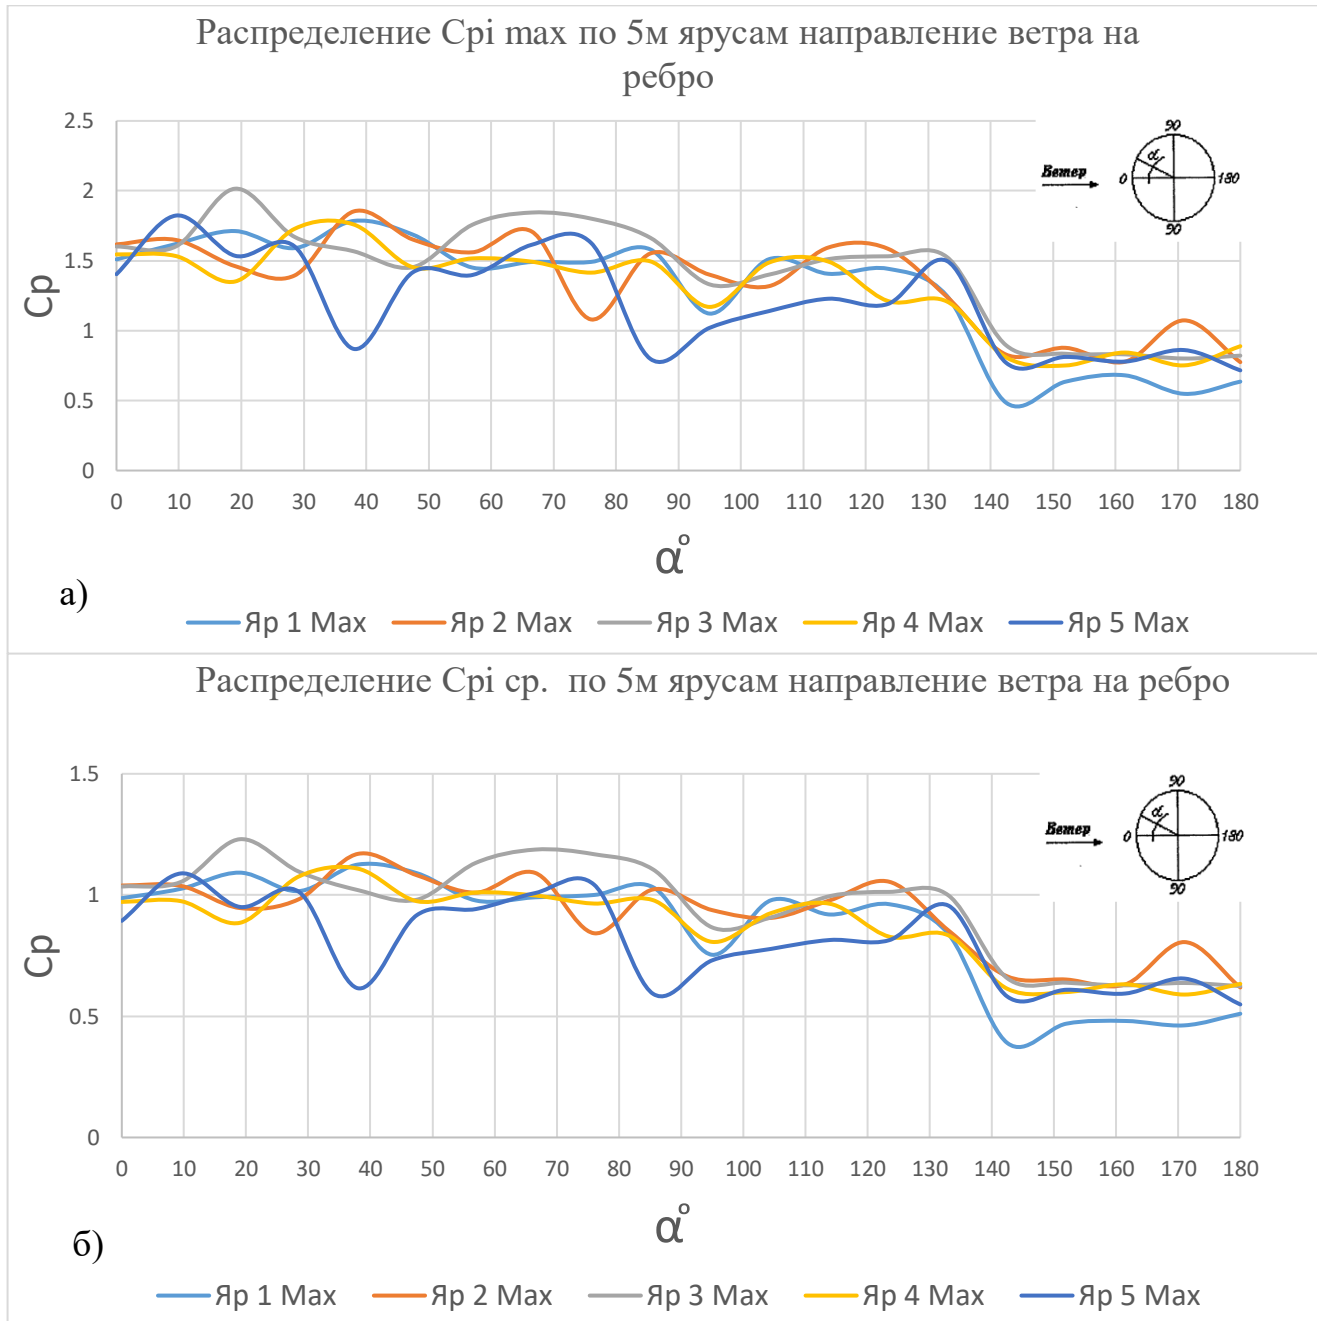 Распределение Cpi max по 5м ярусам направление ветра на
ребро
2.5
2
1.5
1
0.5
0
Cp
0 10 20 30 40 50 60 70 80 90 100 110 120 130 140 150 160 170 180
α°
90
α
Ветер
0
180
90
а)
Яр 1 Max Яр 2 Max Яр 3 Max Яр 4 Max Яр 5 Max
Распределение Cpi ср. по 5м ярусам направление ветра на ребро
1.5
1
0.5
0
Cp
0 10 20 30 40 50 60 70 80 90 100 110 120 130 140 150 160 170 180
α°
90
α
Ветер
0
180
90
б)
Яр 1 Max Яр 2 Max Яр 3 Max Яр 4 Max Яр 5 Max